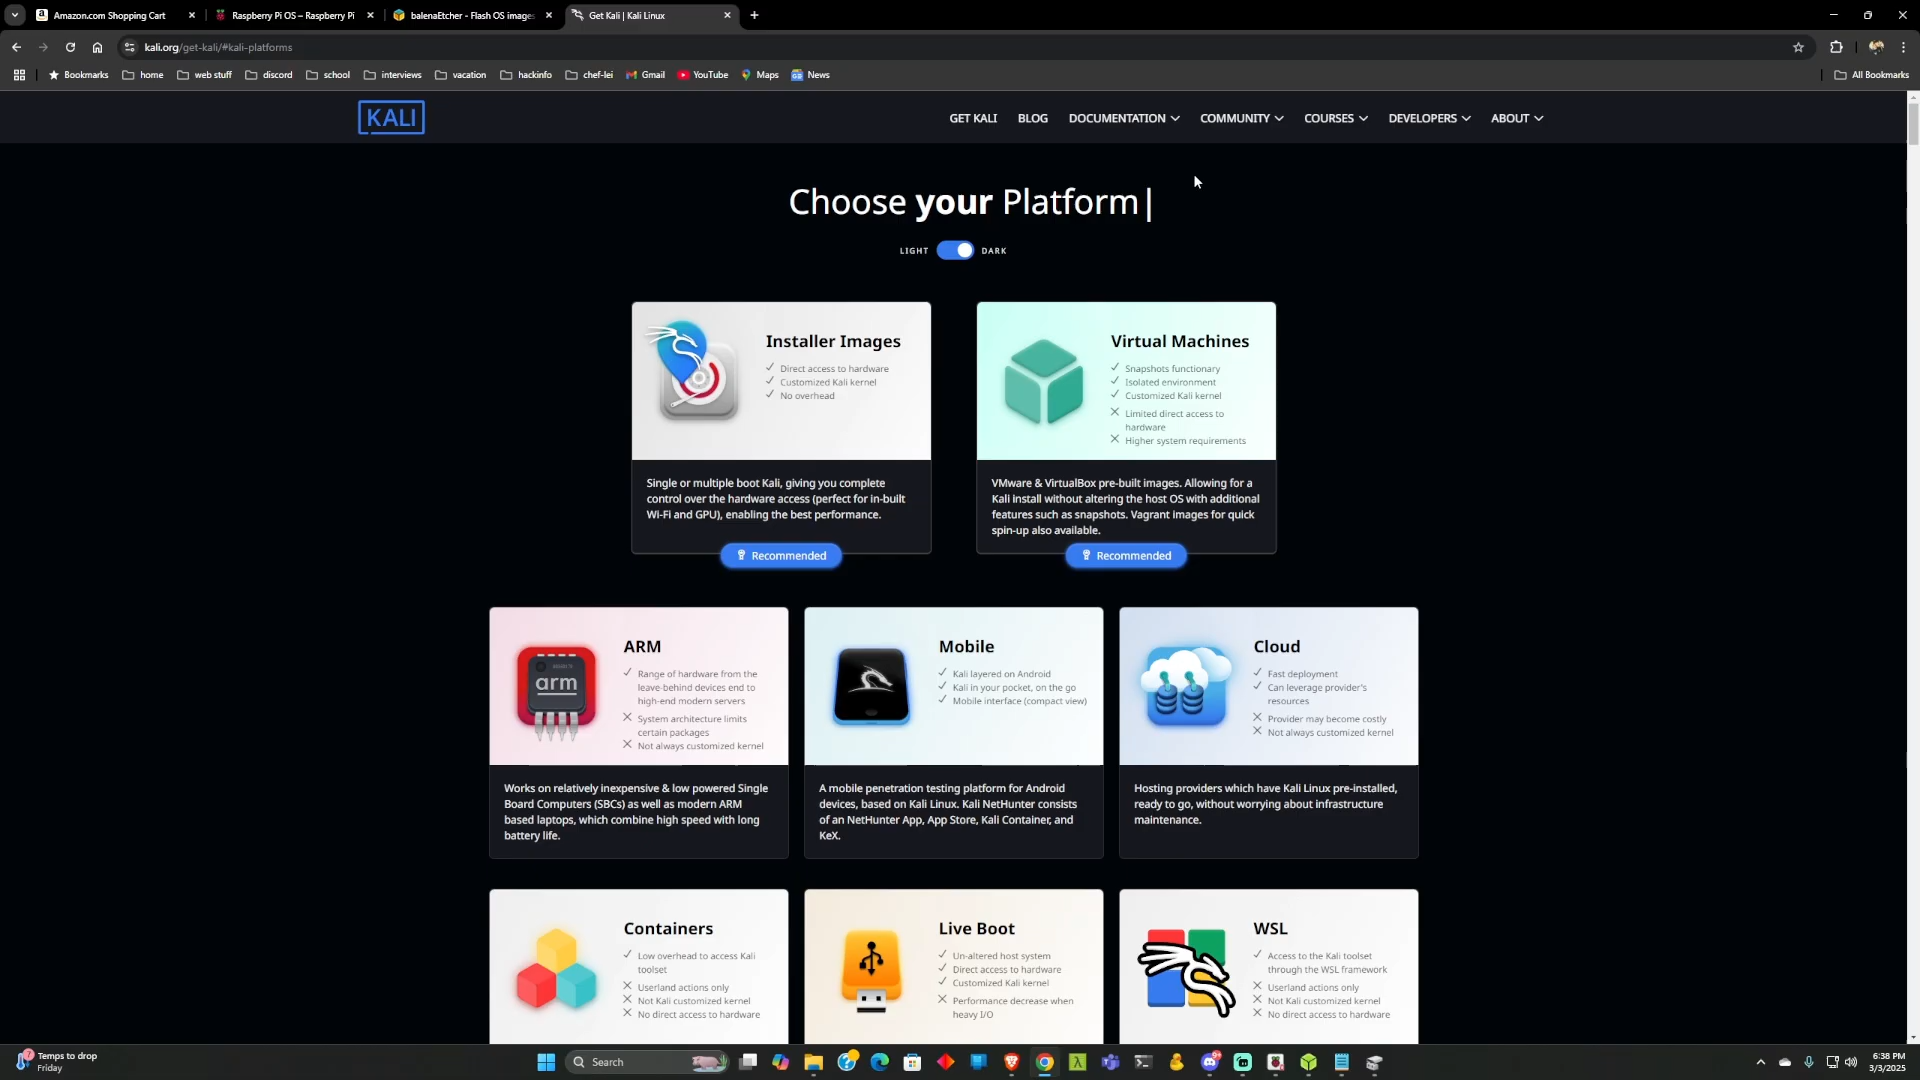 Amazon.com Shopping Cart
Raspberry Pi OS – Raspberry Pi
balenaEtcher - Flash OS images
Get Kali | Kali Linux
kali.org/get-kali/#kali-platforms
Bookmarks
home
web stuff
discord
school
interviews
vacation
hackinfo
chef-lei
Gmail
YouTube
Maps
News
All Bookmarks
KALI
GET KALI
BLOG
DOCUMENTATION
COMMUNITY
COURSES
DEVELOPERS
ABOUT
Choose your Platform|
LIGHT
DARK
Installer Images
Direct access to hardware
Customized Kali kernel
No overhead
Single or multiple boot Kali, giving you complete
control over the hardware access (perfect for in-built
Wi-Fi and GPU), enabling the best performance.
Recommended
Virtual Machines
Snapshots functionary
Isolated environment
Customized Kali kernel
Limited direct access to
hardware
Higher system requirements
VMware & VirtualBox pre-built images. Allowing for a
Kali install without altering the host OS with additional
features such as snapshots. Vagrant images for quick
spin-up also available.
Recommended
arm
ARM
Range of hardware from the
leave-behind devices end to
high-end modern servers
System architecture limits
certain packages
Not always customized kernel
Works on relatively inexpensive & low powered Single
Board Computers (SBCs) as well as modern ARM
based laptops, which combine high speed with long
battery life.
Mobile
Kali layered on Android
Kali in your pocket, on the go
Mobile interface (compact view)
A mobile penetration testing platform for Android
devices, based on Kali Linux. Kali NetHunter consists
of an NetHunter App, App Store, Kali Container, and
KeX.
Cloud
Fast deployment
Can leverage provider's
resources
Provider may become costly
Not always customized kernel
Hosting providers which have Kali Linux pre-installed,
ready to go, without worrying about infrastructure
maintenance.
Containers
Low overhead to access Kali
toolset
Userland actions only
Not Kali customized kernel
No direct access to hardware
Live Boot
Un-altered host system
Direct access to hardware
Customized Kali kernel
Performance decrease when
heavy I/O
WSL
Access to the Kali toolset
through the WSL framework
Userland actions only
Not Kali customized kernel
No direct access to hardware
Temps to drop
Friday
Search
6:38 PM
3/3/2025